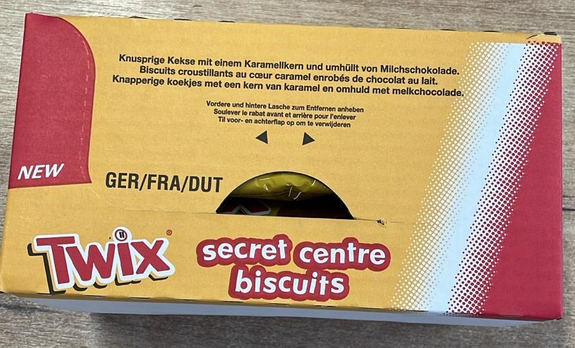 Knusprige Kekse mit einem Karamellkern und umhüllt von Milchschokolade.
Biscuits croustillants au cœur caramel enrobés de chocolat au lait.
Knapperige koekjes met een kern van karamel en omhuld met melkchocolade.
Vordere und hintere Lasche zum Entfernen anheben
Soulever le rabat avant et arrière pour l'enlever
Til voor- en achterflap op om te verwijderen
NEW
GER/FRA/DUT
Twix®
secret centre
biscuits